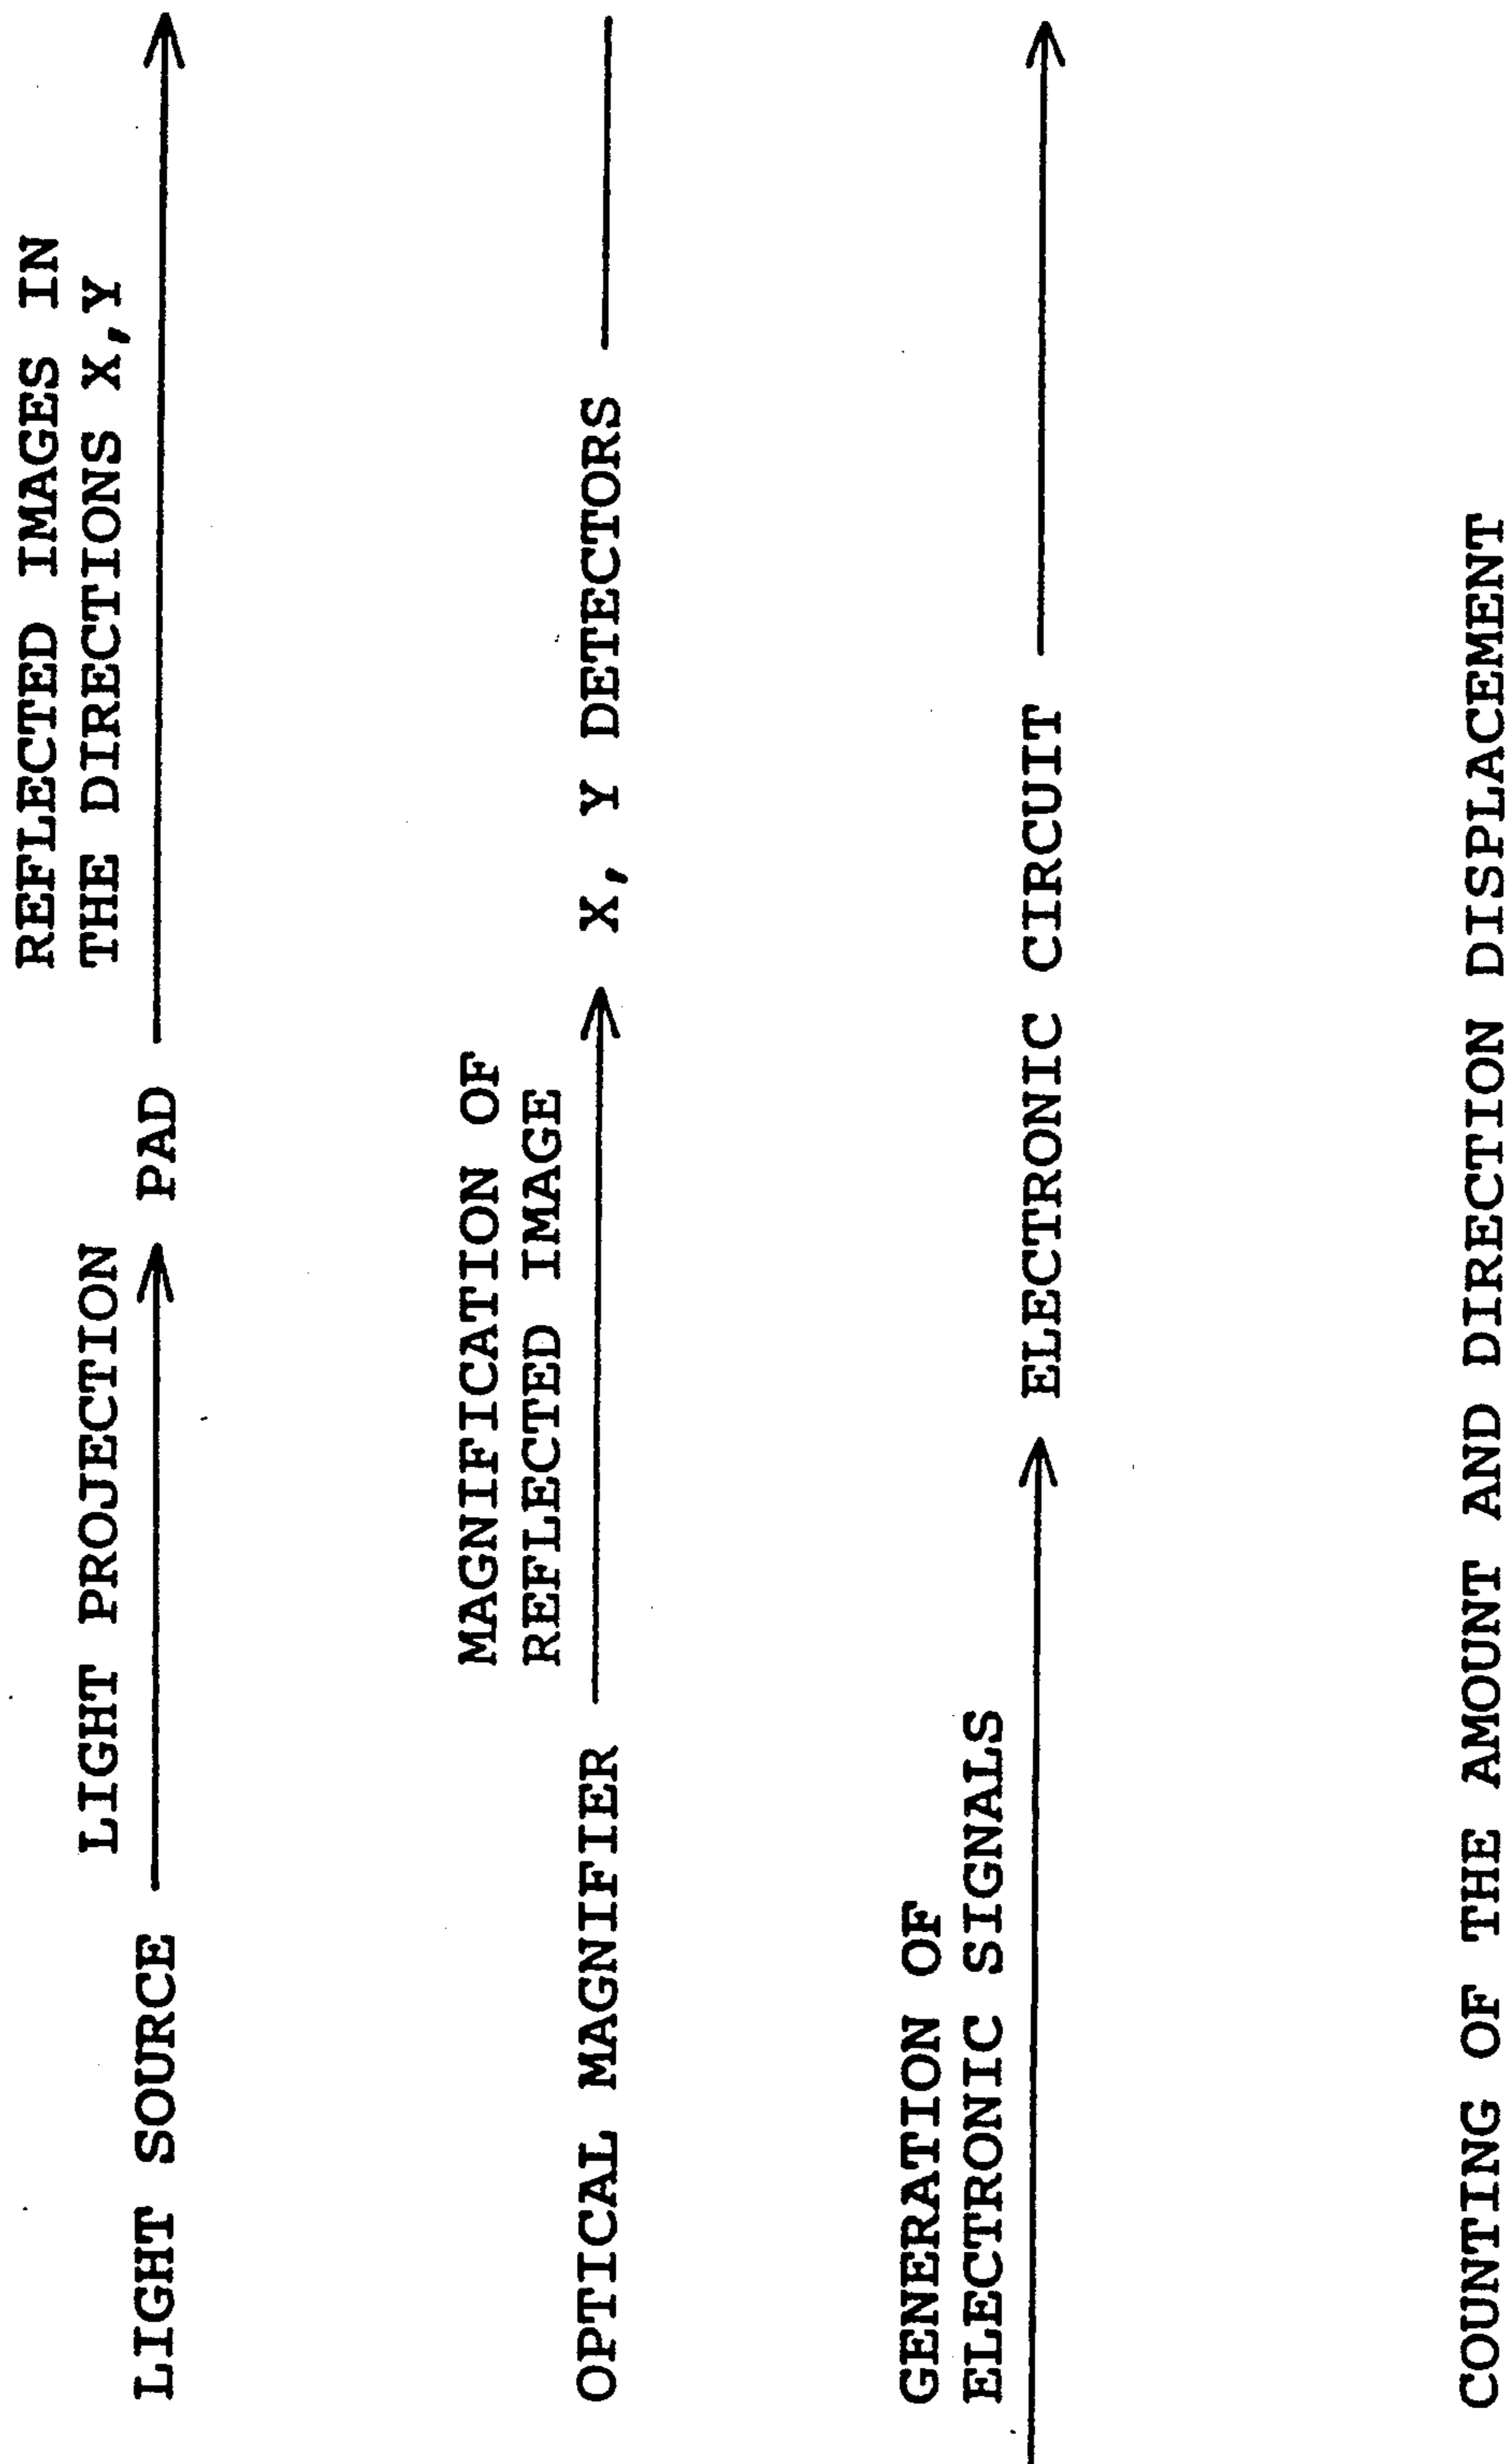 REFLECTED IMAGES IN
LIGHT PROJECTION THE DIRECTIONS X,Y
LIGHT SOURCE PAD
MAGNIFICATION OF
REFLECTED IMAGE
OPTICAL MAGNIFIER X, Y DETECTORS
GENERATION OF
ELECTRONIC SIGNALS
ELECTRONIC CIRCUIT
COUNTING OF THE AMOUNT AND DIRECTION DISPLACEMENT